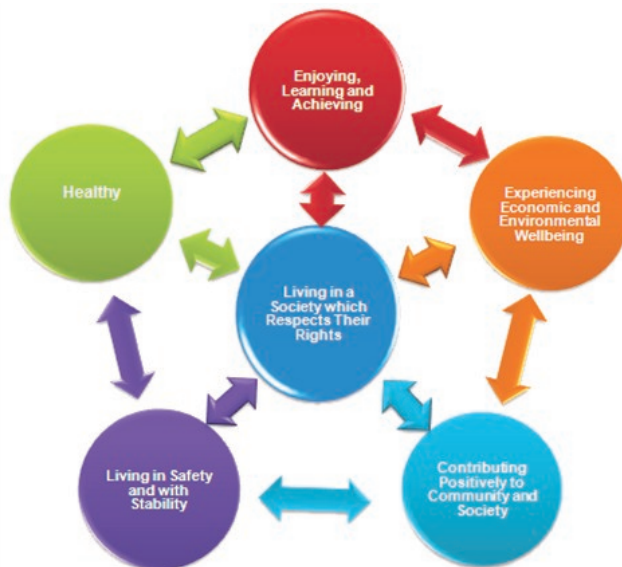 Enjoying,
Learning and
Achieving
Healthy
Experiencing
Economic and
Environmental
Wellbeing
Living in a
Society which
Respects Their
Rights
Living in Safety
and with
Stability
Contributing
Positively to
Community and
Society